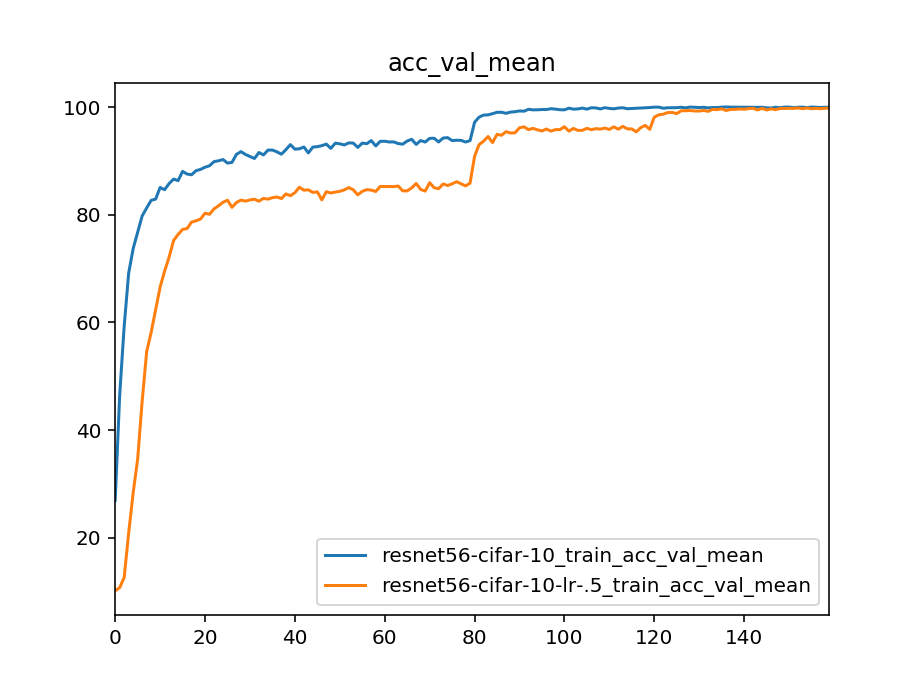 acc_val_mean
100
80
60
40
20
resnet56-cifar-10_train_acc_val_mean
resnet56-cifar-10-lr-.5_train_acc_val_mean
0 20 40 60 80 100 120 140